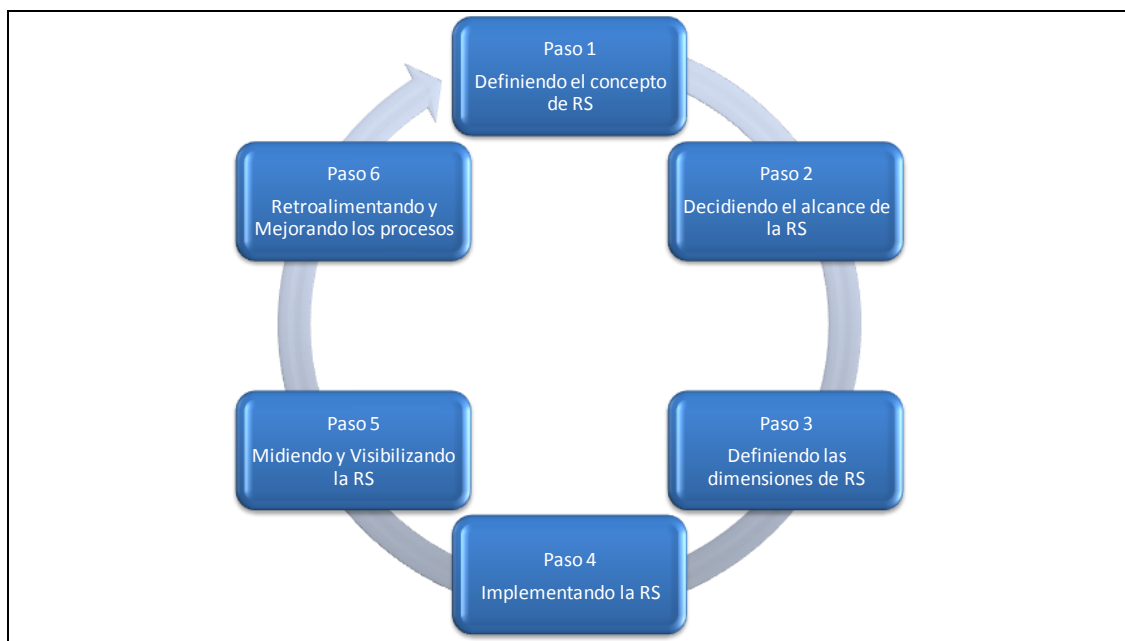 Paso 1
Definiendo el concepto
de RS
Paso 2
Decidiendo el alcance de
la RS
Paso 3
Definiendo las
dimensiones de RS
Paso 4
Implementando la RS
Paso 5
Midiendo y Visibilizando
la RS
Paso 6
Retroalimentando y
Mejorando los procesos